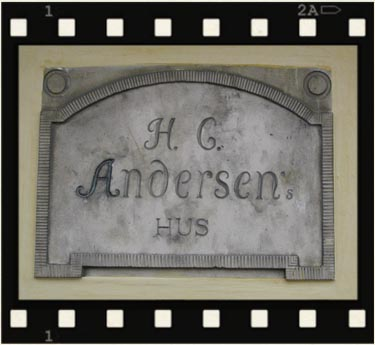 1
2A
H. C.
Andersen's
HUS
1